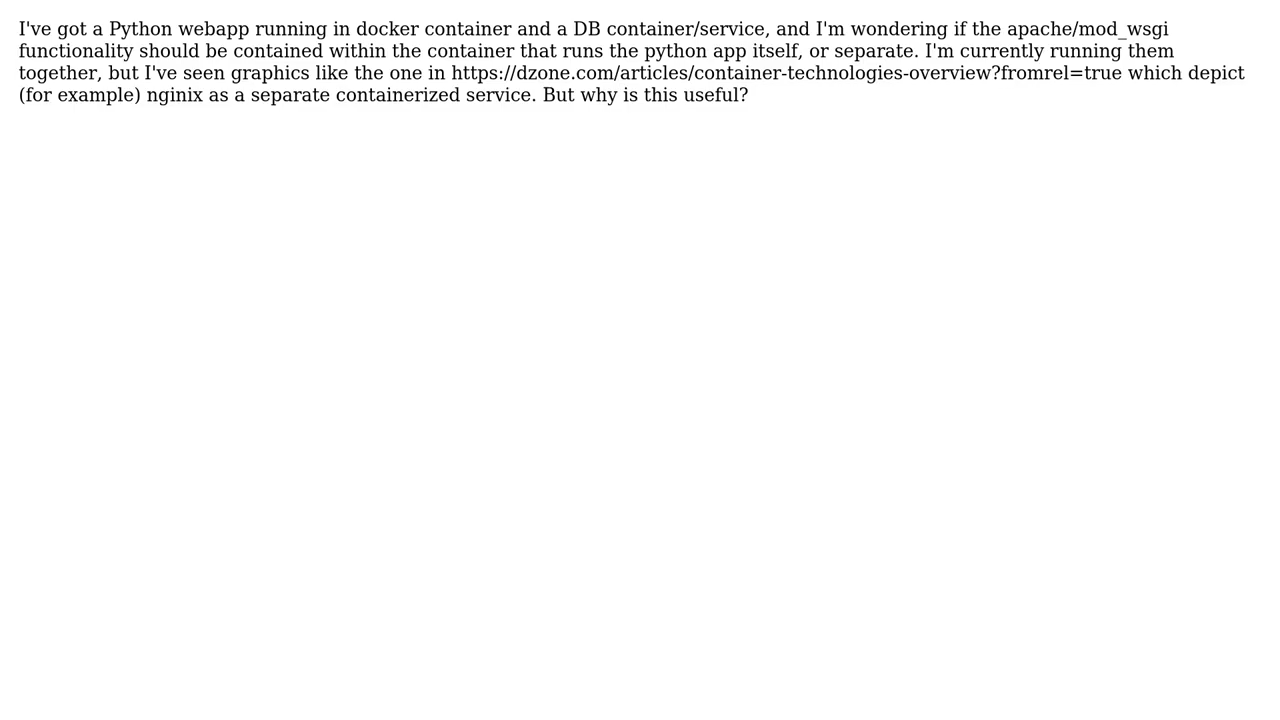 I've got a Python webapp running in docker container and a DB container/service, and I'm wondering if the apache/mod_wsgi
functionality should be contained within the container that runs the python app itself, or separate. I'm currently running them
together, but I've seen graphics like the one in https://dzone.com/articles/container-technologies-overview?fromrel=true which depict
(for example) nginix as a separate containerized service. But why is this useful?